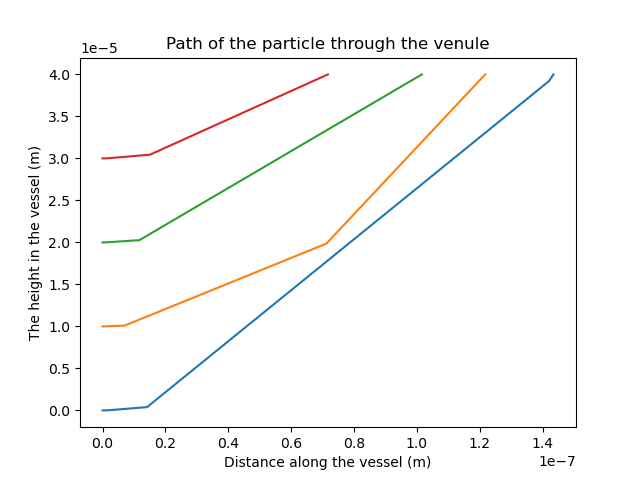 Path of the particle through the venule
1e−5
4.0
3.5
3.0
2.5
2.0
1.5
1.0
0.5
0.0
The height in the vessel (m)
0.0 0.2 0.4 0.6 0.8 1.0 1.2 1.4
1e−7
Distance along the vessel (m)